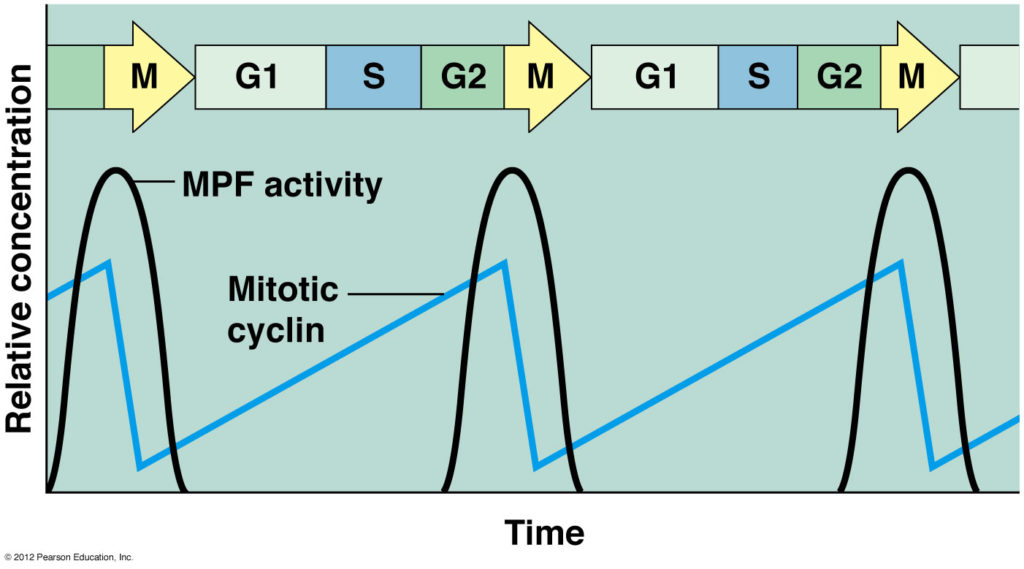 M G1 S G2 M G1 S G2 M
MPF activity
Mitotic
cyclin
Relative concentration
Time
© 2012 Pearson Education, Inc.